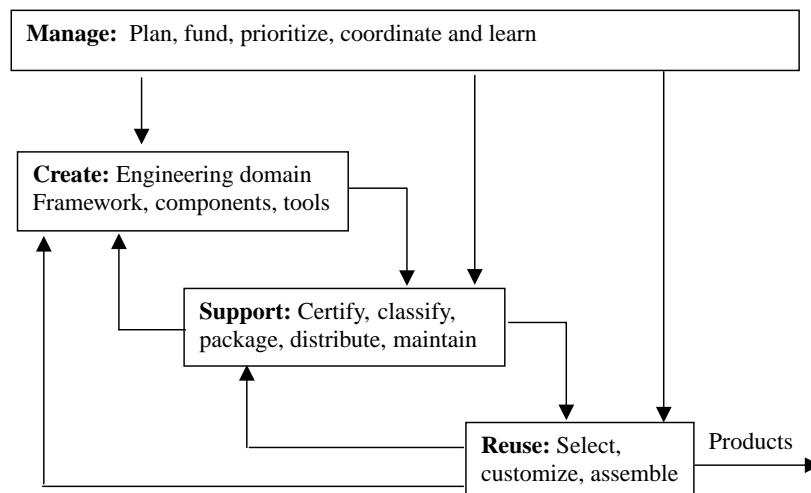 Manage: Plan, fund, prioritize, coordinate and learn
Create: Engineering domain
Framework, components, tools
Support: Certify, classify,
package, distribute, maintain
Reuse: Select,
customize, assemble
Products